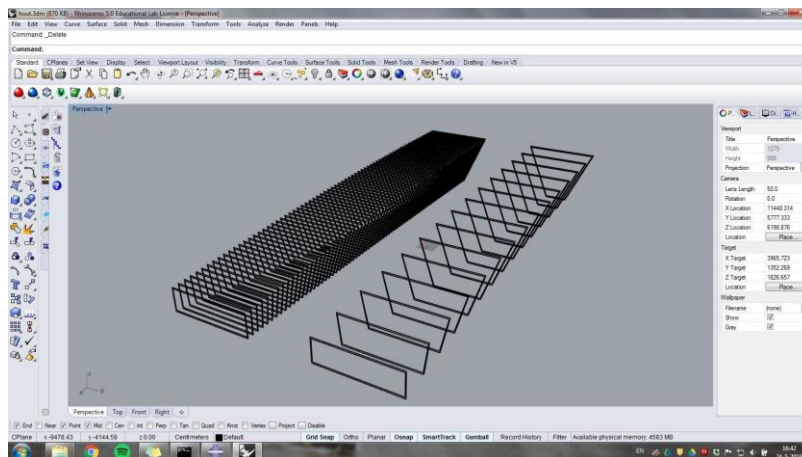 hout.3dm (870 KB) - Rhinoceros 5.0 Educational Lab License - [Perspective]
File Edit View Curve Surface Solid Mesh Dimension Transform Tools Analyze Render Panels Help
Command: _Delete
Command:
Standard CPlanes Set View Display Select Viewport Layout Visibility Transform Curve Tools Surface Tools Solid Tools Mesh Tools Render Tools Drafting New in V5
Perspective
Viewport
Title Perspective
Width 1275
Height
Projection Perspective
Camera
Lens Length 50.0
Rotation 0.0
X Location 11448.314
Y Location 5777.333
Z Location 6198.976
Location Place...
Target
X Target 3965.723
Y Target 1352.269
Z Target 1826.657
Location Place...
Wallpaper
Filename (none)
Show
Gray
Perspective Top Front Right
End Near Point Mid Cen Int Perp Tan Quad Knot Vertex Project Disable
CPlane x -8478.43 y -4144.58 z 0.00 Centimeters Default Grid Snap Ortho Planar Osnap SmartTrack Gumball Record History Filter Available physical memory: 4583 MB
EN 16:42